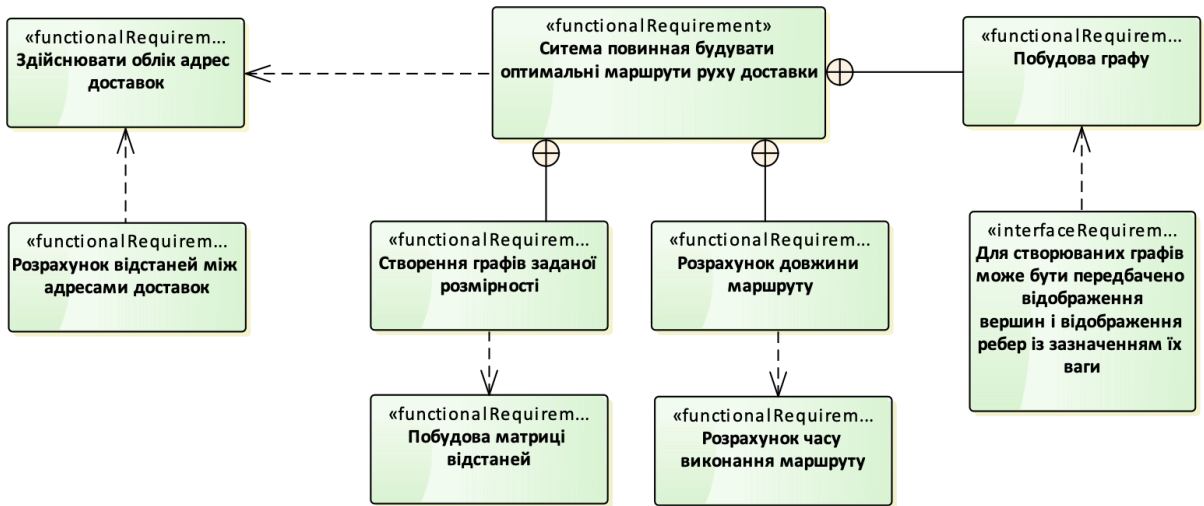 «functionalRequirem...
Здійснювати облік адрес
доставок
«functionalRequirement»
Ситема повинная будувати
оптимальні маршрути руху доставки
«functionalRequirem...
Побудова графу
«functionalRequirem...
Розрахунок відстаней між
адресами доставок
«functionalRequirem...
Створення графів заданої
розмірності
«functionalRequirem...
Розрахунок довжини
маршруту
«interfaceRequirem...
Для створюваних графів
може бути передбачено
відображення
вершин і відображення
ребер із зазначенням їх
ваги
«functionalRequirem...
Побудова матриці
відстаней
«functionalRequirem...
Розрахунок часу
виконання маршруту